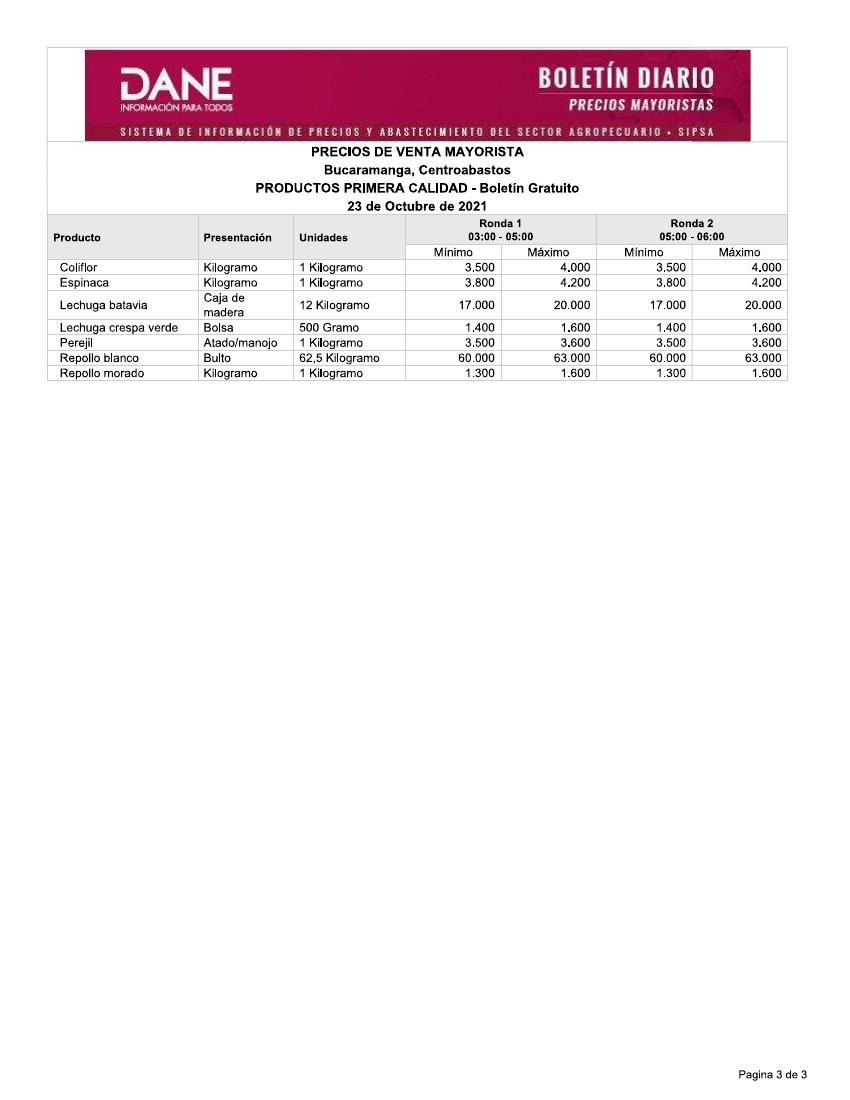 DANE
INFORMACIÓN PARA TODOS
BOLETÍN DIARIO
PRECIOS MAYORISTAS
SISTEMA DE INFORMACIÓN DE PRECIOS Y ABASTECIMIENTO DEL SECTOR AGROPECUARIO • SIPSA
PRECIOS DE VENTA MAYORISTA
Bucaramanga, Centroabastos
PRODUCTOS PRIMERA CALIDAD - Boletín Gratuito
23 de Octubre de 2021
Producto Presentación Unidades Ronda 1 03:00 - 05:00 Ronda 2 05:00 - 06:00
Mínimo Máximo Mínimo Máximo
Coliflor Kilogramo 1 Kilogramo 3.500 4.000 3.500 4.000
Espinaca Kilogramo 1 Kilogramo 3.800 4.200 3.800 4.200
Lechuga batavia Caja de madera 12 Kilogramo 17.000 20.000 17.000 20.000
Lechuga crespa verde Bolsa 500 Gramo 1.400 1.600 1.400 1.600
Perejil Atado/manojo 1 Kilogramo 3.500 3.600 3.500 3.600
Repollo blanco Bulto 62,5 Kilogramo 60.000 63.000 60.000 63.000
Repollo morado Kilogramo 1 Kilogramo 1.300 1.600 1.300 1.600
Pagina 3 de 3